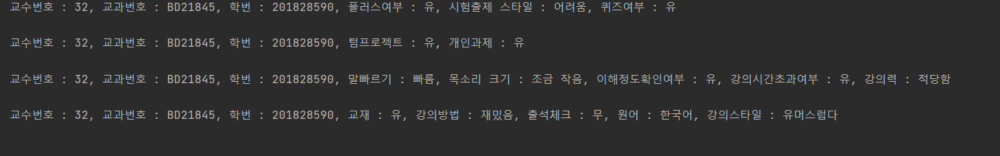 교수번호 : 32, 교과번호 : BD21845, 학번 : 201828590, 플러스여부 : 유, 시험출제 스타일 : 어려움, 퀴즈여부 : 유
교수번호 : 32, 교과번호 : BD21845, 학번 : 201828590, 텀프로젝트 : 유, 개인과제 : 유
교수번호 : 32, 교과번호 : BD21845, 학번 : 201828590, 말빠르기 : 빠름, 목소리 크기 : 조금 작음, 이해정도확인여부 : 유, 강의시간초과여부 : 유, 강의력 : 적당함
교수번호 : 32, 교과번호 : BD21845, 학번 : 201828590, 교재 : 유, 강의방법 : 재밌음, 출석체크 : 무, 원어 : 한국어, 강의스타일 : 유머스럽다